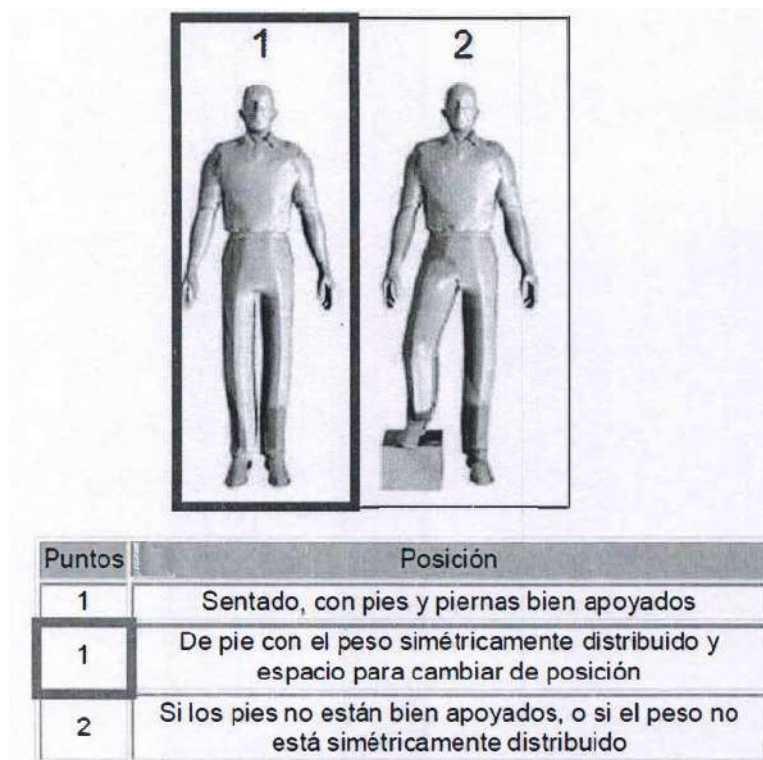 1
2
Puntos
Posición
1
Sentado, con pies y piernas bien apoyados
1
De pie con el peso simétricamente distribuido y
espacio para cambiar de posición
2
Si los pies no están bien apoyados, o si el peso no
está simétricamente distribuido